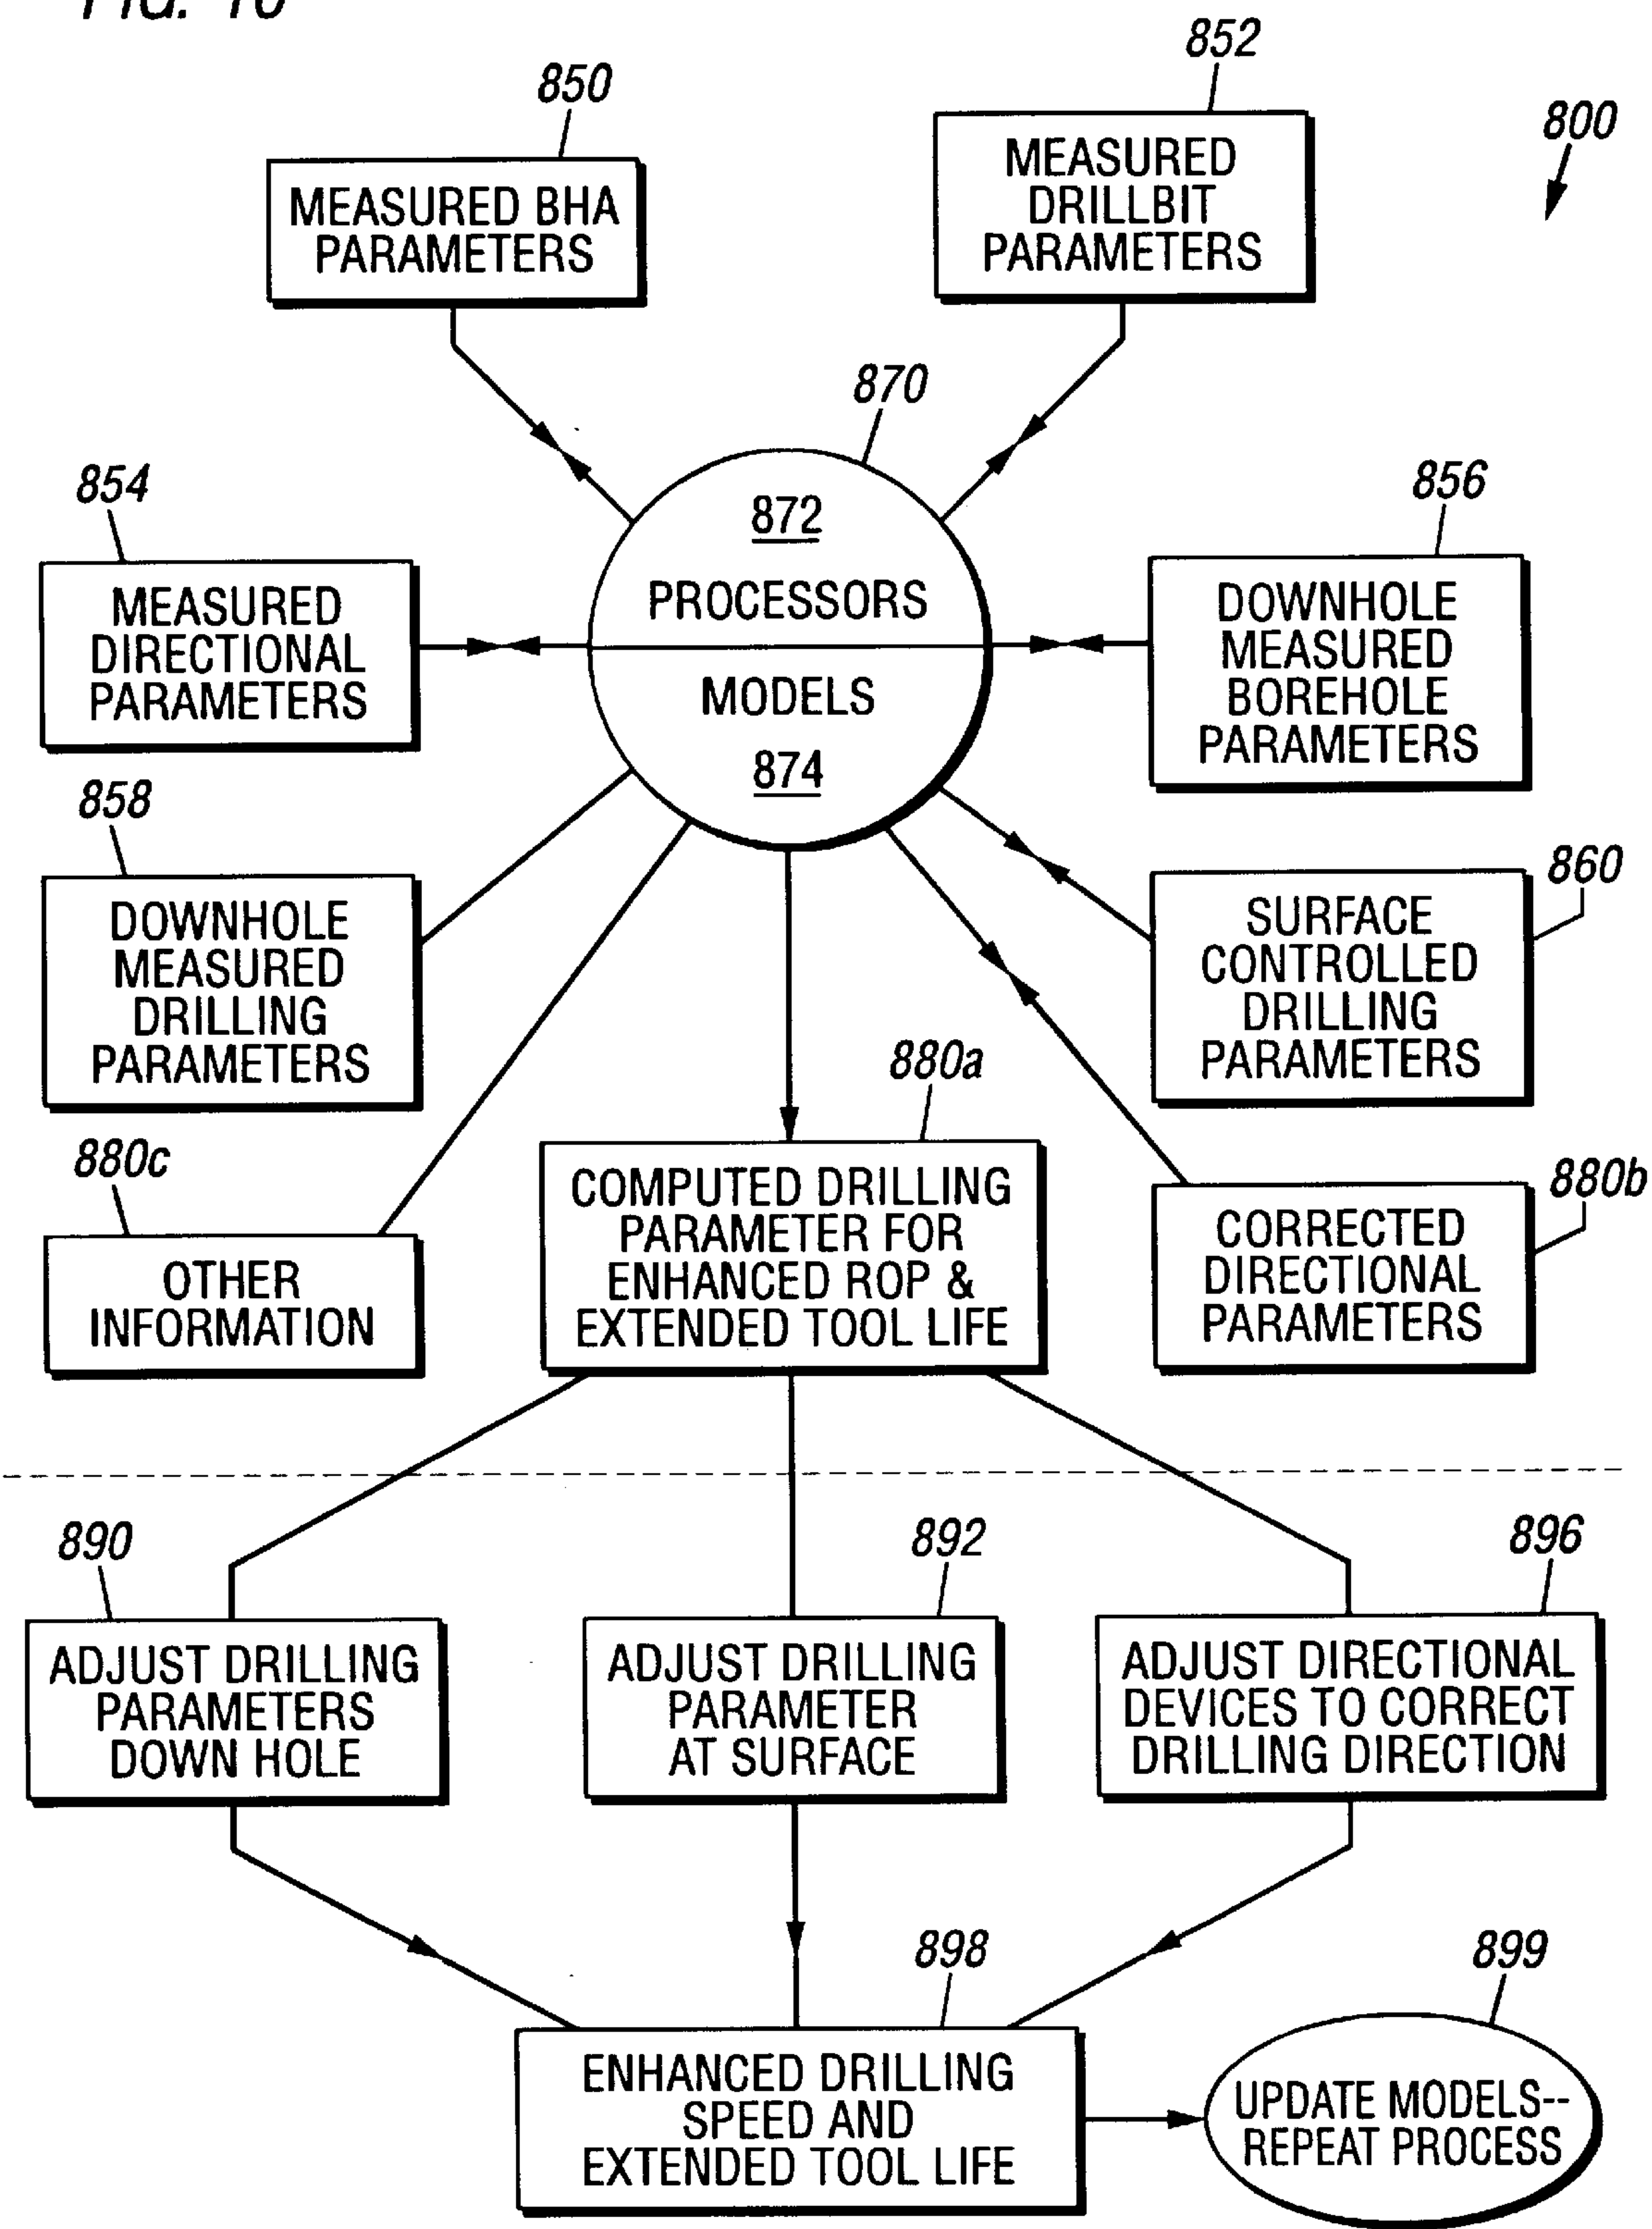 FIG. 10
850
852
800
MEASURED BHA
PARAMETERS
MEASURED
DRILLBIT
PARAMETERS
870
854
856
872
PROCESSORS
MODELS
874
MEASURED
DIRECTIONAL
PARAMETERS
DOWNHOLE
MEASURED
BOREHOLE
PARAMETERS
858
860
DOWNHOLE
MEASURED
DRILLING
PARAMETERS
SURFACE
CONTROLLED
DRILLING
PARAMETERS
880c
880a
880b
OTHER
INFORMATION
COMPUTED DRILLING
PARAMETER FOR
ENHANCED ROP &
EXTENDED TOOL LIFE
CORRECTED
DIRECTIONAL
PARAMETERS
890
892
896
ADJUST DRILLING
PARAMETERS
DOWN HOLE
ADJUST DRILLING
PARAMETER
AT SURFACE
ADJUST DIRECTIONAL
DEVICES TO CORRECT
DRILLING DIRECTION
898
899
ENHANCED DRILLING
SPEED AND
EXTENDED TOOL LIFE
UPDATE MODELS--
REPEAT PROCESS